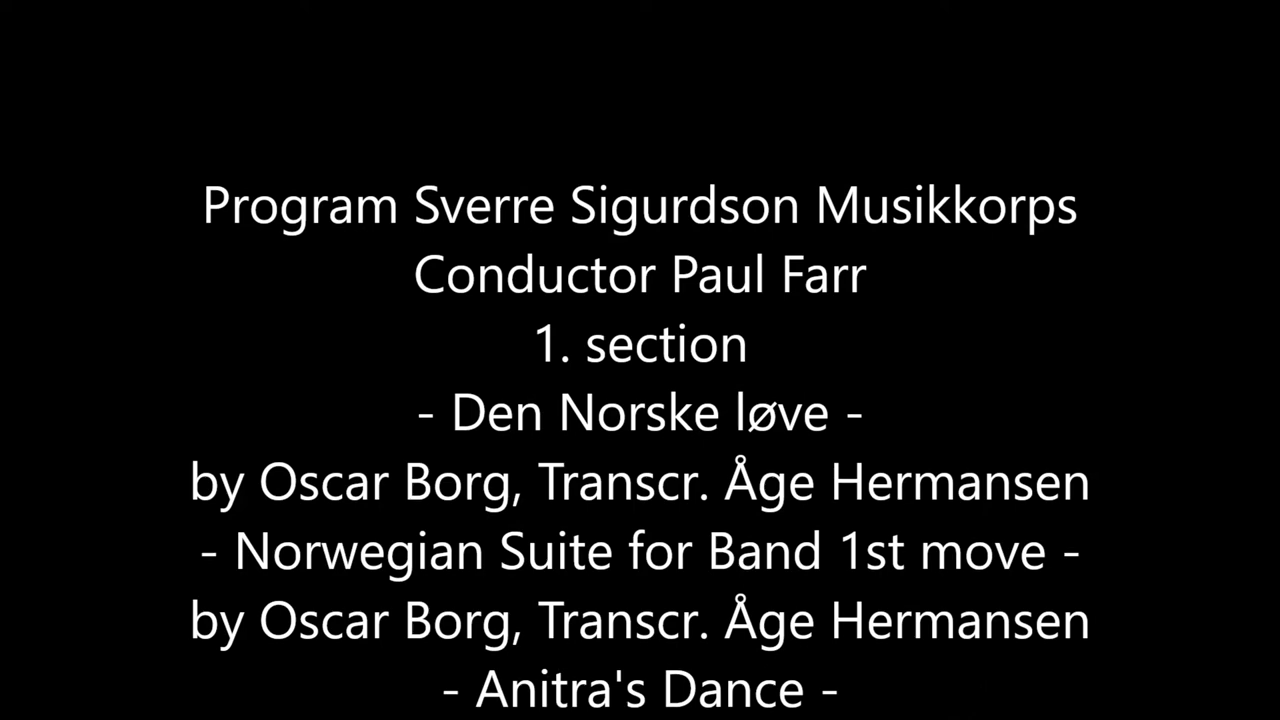 Program Sverre Sigurdson Musikkorps
Conductor Paul Farr
1. section
- Den Norske løve -
by Oscar Borg, Transcr. Åge Hermansen
- Norwegian Suite for Band 1st move -
by Oscar Borg, Transcr. Åge Hermansen
- Anitra's Dance -